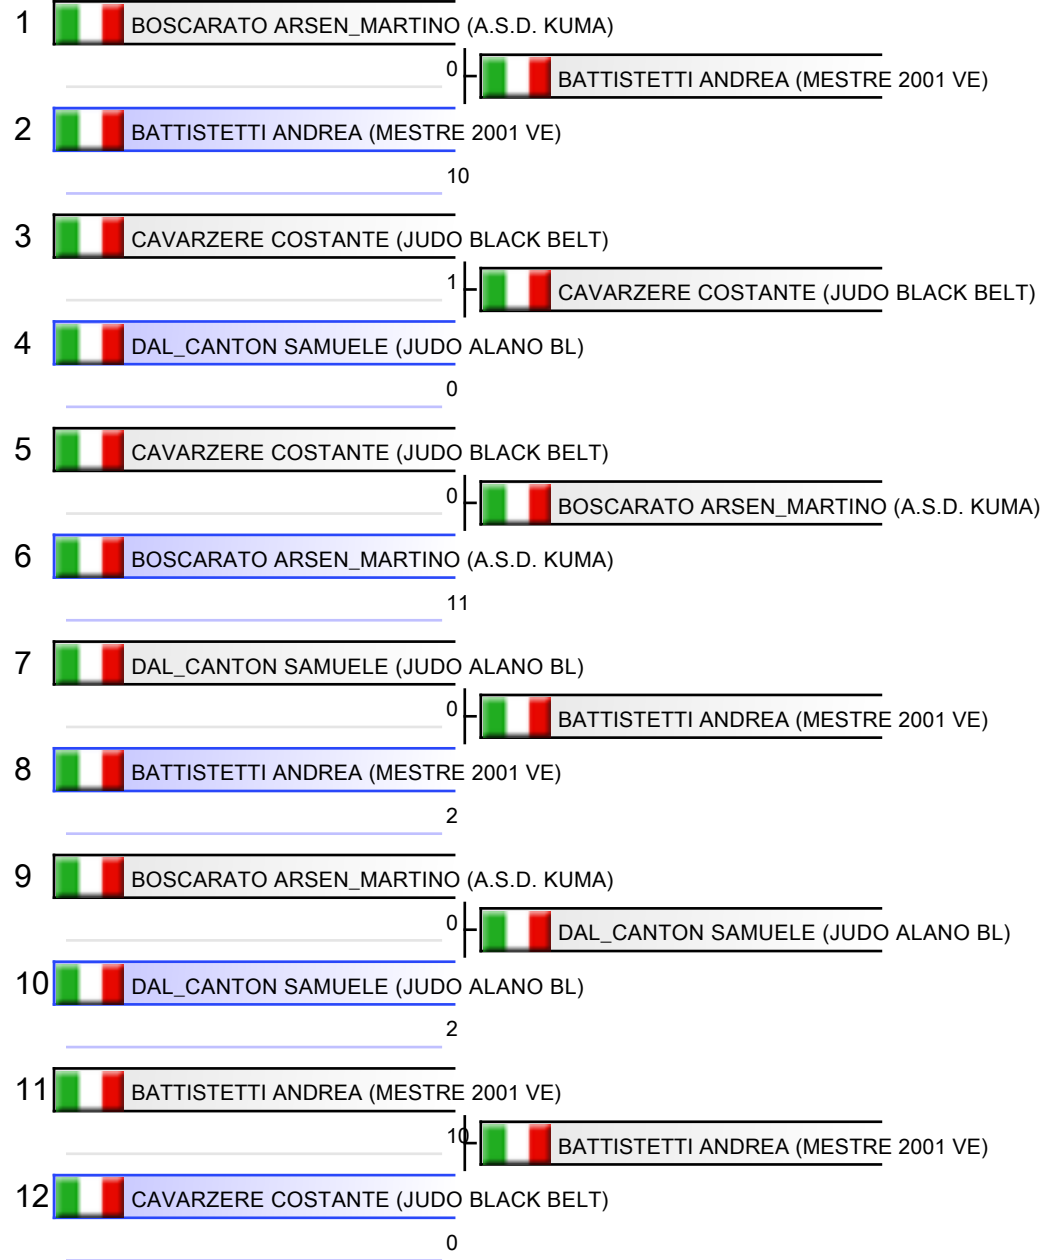 1 BOSCARATO ARSEN_MARTINO (A.S.D. KUMA)
0 BATTISTETTI ANDREA (MESTRE 2001 VE)
2 BATTISTETTI ANDREA (MESTRE 2001 VE)
10
3 CAVARZERE COSTANTE (JUDO BLACK BELT)
1 CAVARZERE COSTANTE (JUDO BLACK BELT)
4 DAL_CANTON SAMUELE (JUDO ALANO BL)
0
5 CAVARZERE COSTANTE (JUDO BLACK BELT)
0 BOSCARATO ARSEN_MARTINO (A.S.D. KUMA)
6 BOSCARATO ARSEN_MARTINO (A.S.D. KUMA)
11
7 DAL_CANTON SAMUELE (JUDO ALANO BL)
0 BATTISTETTI ANDREA (MESTRE 2001 VE)
8 BATTISTETTI ANDREA (MESTRE 2001 VE)
2
9 BOSCARATO ARSEN_MARTINO (A.S.D. KUMA)
0 DAL_CANTON SAMUELE (JUDO ALANO BL)
10 DAL_CANTON SAMUELE (JUDO ALANO BL)
2
11 BATTISTETTI ANDREA (MESTRE 2001 VE)
10 BATTISTETTI ANDREA (MESTRE 2001 VE)
12 CAVARZERE COSTANTE (JUDO BLACK BELT)
0